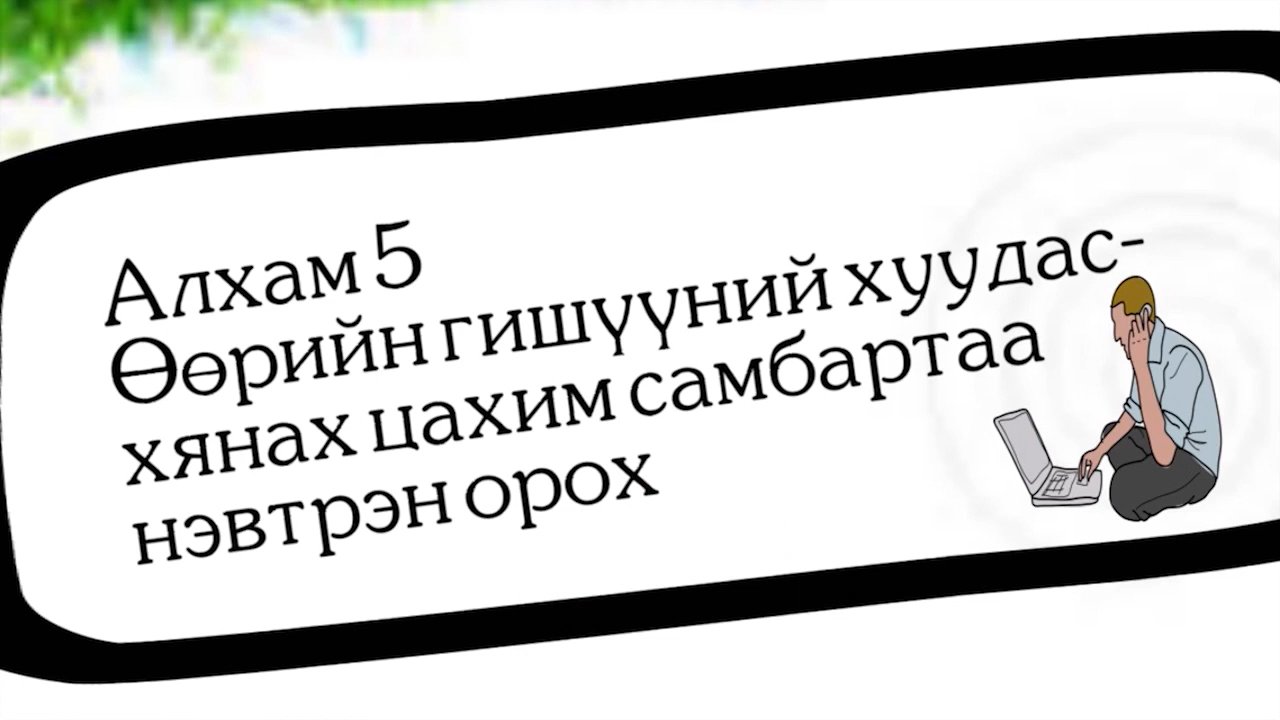 Алхам 5
Өөрийн гишүүний хуудас-
хянах цахим самбартаа
нэвтрэн орох